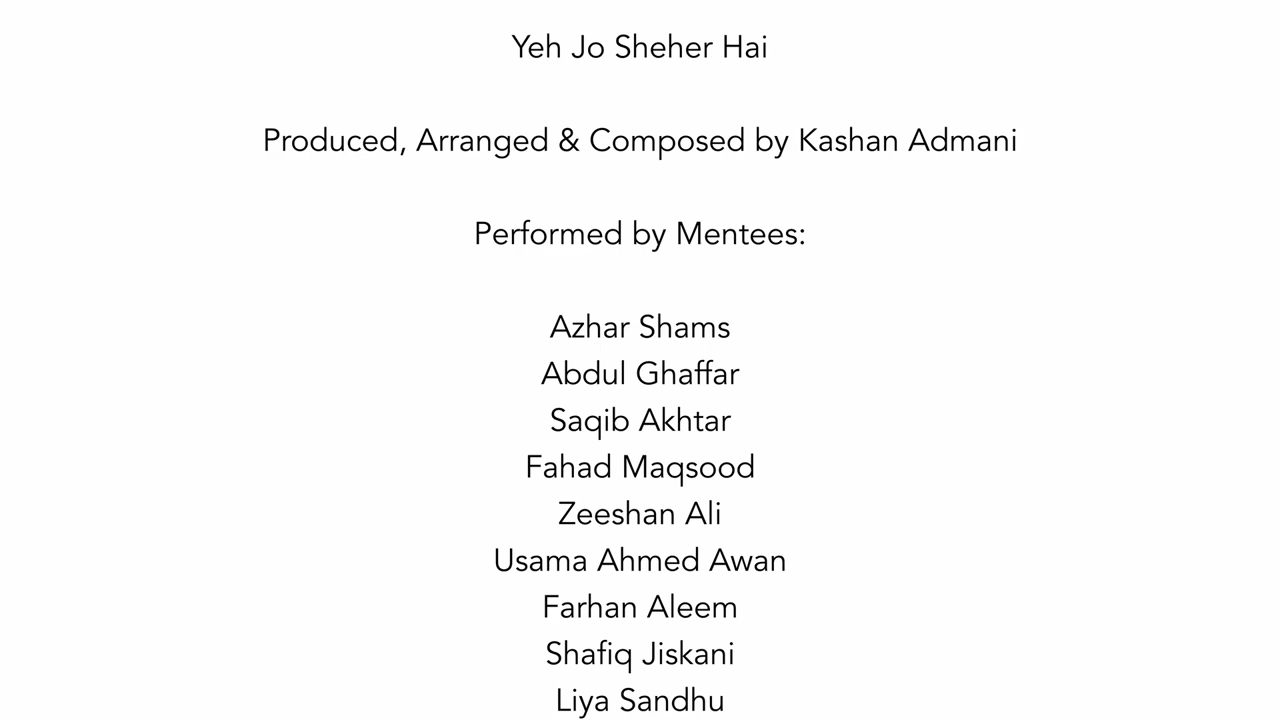 Yeh Jo Sheher Hai
Produced, Arranged & Composed by Kashan Admani
Performed by Mentees:
Azhar Shams
Abdul Ghaffar
Saqib Akhtar
Fahad Maqsood
Zeeshan Ali
Usama Ahmed Awan
Farhan Aleem
Shafiq Jiskani
Liya Sandhu